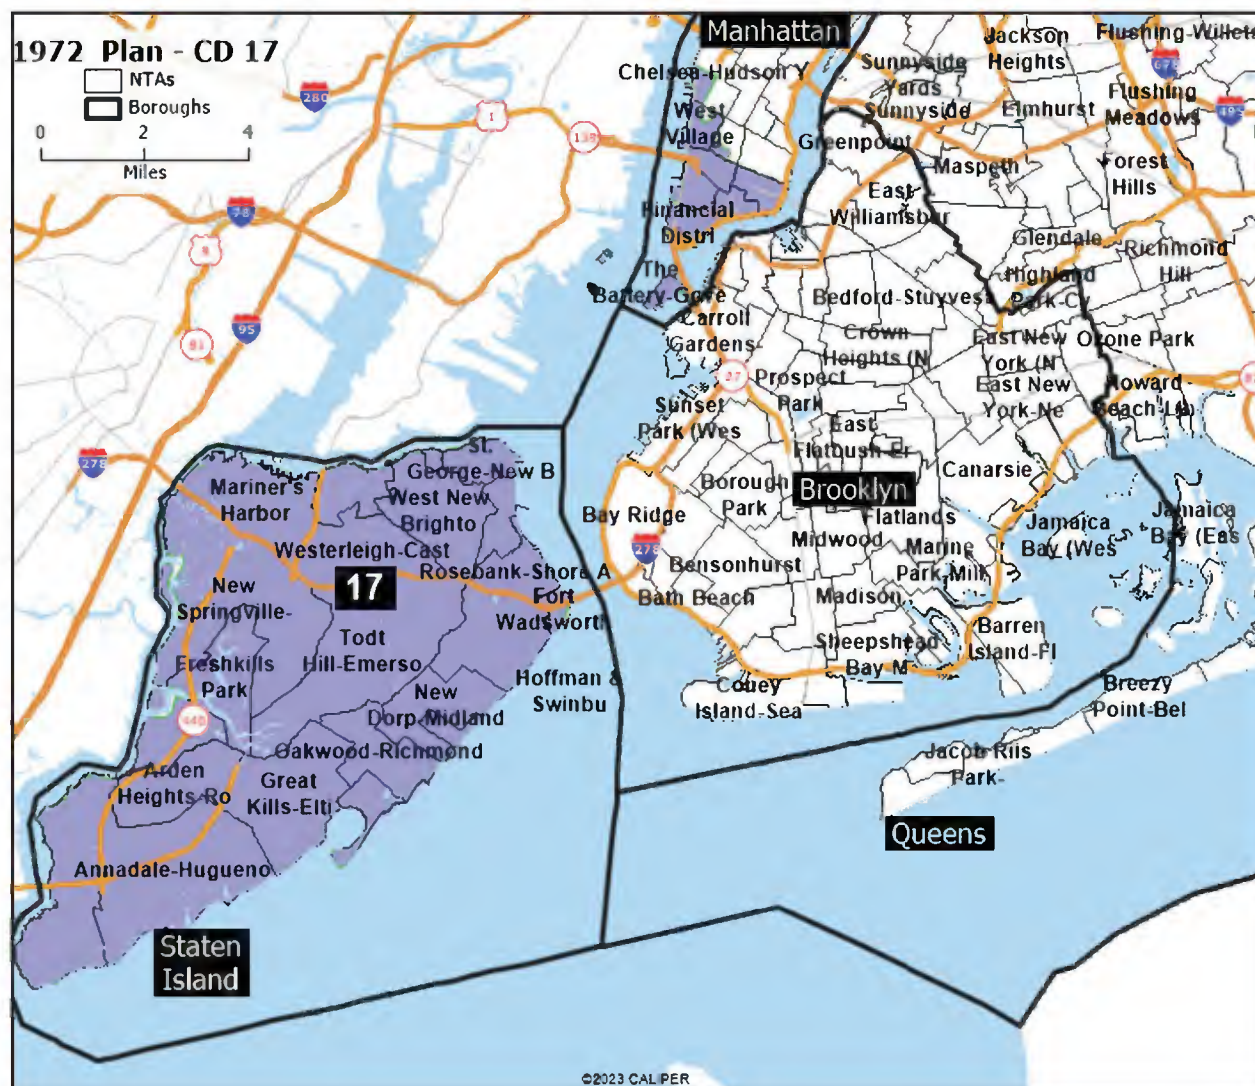 1972 Plan - CD 17
NTAs
Boroughs
0 2 4
Miles
Manhattan
Chelsea-Hudson Y
West
Village
Financial
Distri
The
Battery-Gove
Sunnyside
Yards
Sunnyside
Jackson
Heights
Flushing-Willets
Elmhurst
Flushing
Meadows
Greenpoint
Maspeth
Forest
Hills
East
Williamsbur
Glendale
Richmond
Hill
Highland
Park-Cy
Bedford-Stuyvest
Carroll
Gardens-
Crown
Heights (N
East New
York (N
Ozone Park
East New
York-Ne
Howard
Beach-Lin
Prospect
Park
Sunset
Park (Wes
East
Flatbush-Er
Canarsie
Borough
Park
Brooklyn
Flatlands
Bay Ridge
Midwood
Jamaica
Bay (Wes
Jamaica
Bay (Eas
Bensonhurst
Marine
Park-Mill
Bath Beach
Madison
Sheepshead
Bay-M
Barren
Island-Fl
Coney
Island-Sea
Breezy
Point-Bel
Jacob Riis
Park-
Queens
St.
George-New B
Mariner's
Harbor
West New
Brighto
Westerleigh-Cast
Rosebank-Shore A
17
Fort
Wadsworth
New
Springville-
Todt
Hill-Emerso
Freshkills
Park
Hoffman &
Swinbu
New
Dorp-Midland
Oakwood-Richmond
Arden
Heights-Ro
Great
Kills-Elti
Annadale-Hugueno
Staten
Island
280
1
139
78
9
95
81
278
440
27
278
678
495
©2023 CALIPER